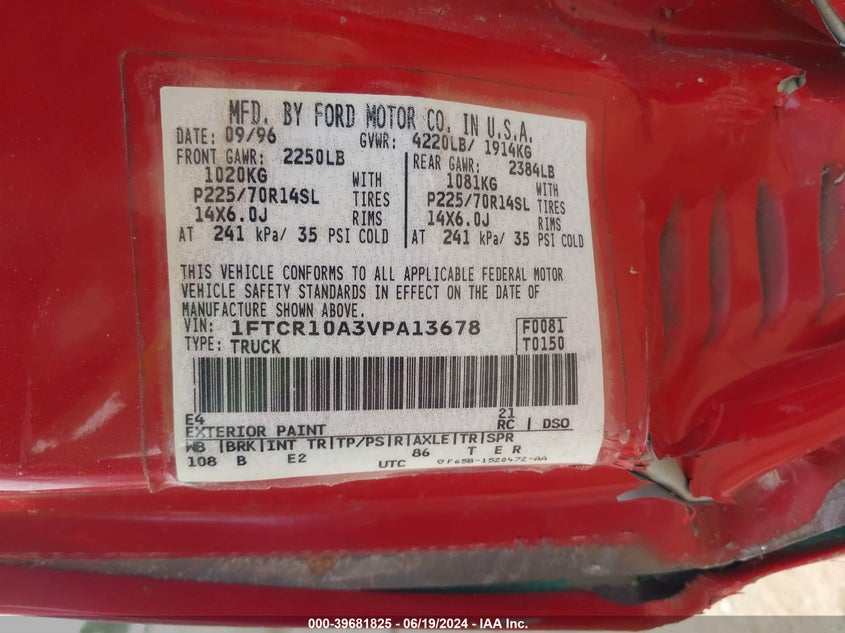 MFD. BY FORD MOTOR CO. IN U.S.A.
DATE: 09/96 GVWR: 4220LB/ 1914KG
FRONT GAWR: 2250LB REAR GAWR: 2384LB
1020KG WITH 1081KG WITH
P225/70R14SL TIRES P225/70R14SL TIRES
14X6.0J RIMS 14X6.0J RIMS
AT 241 kPa/ 35 PSI COLD AT 241 kPa/ 35 PSI COLD
THIS VEHICLE CONFORMS TO ALL APPLICABLE FEDERAL MOTOR
VEHICLE SAFETY STANDARDS IN EFFECT ON THE DATE OF
MANUFACTURE SHOWN ABOVE.
VIN: 1FTCR10A3VPA13678 F0081
TYPE: TRUCK T0150
E4 21
EXTERIOR PAINT RC DSO
WB BRK INT TR TP/PS R AXLE TR SPR
108 B E2 86 T E R
UTC F65B-1520472-AA
000-39681825 - 06/19/2024 - IAA Inc.